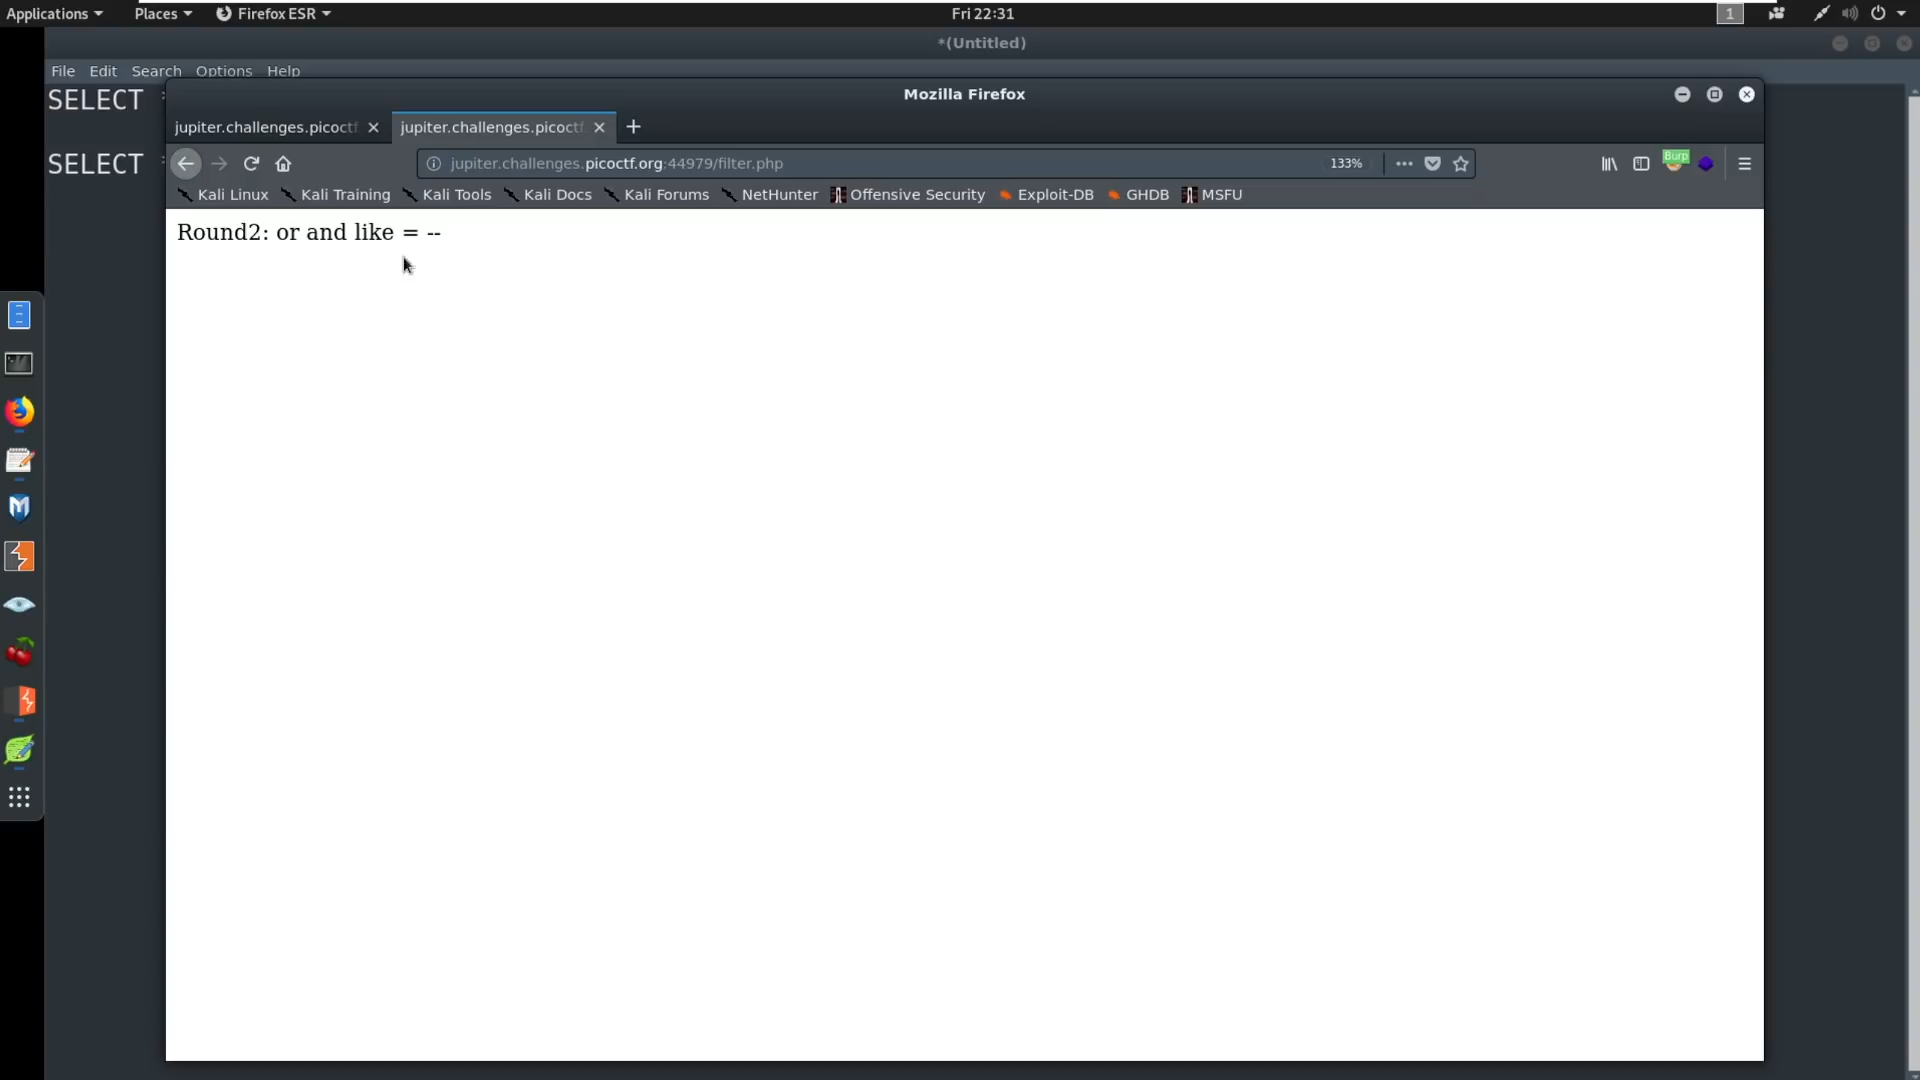 Applications Places Firefox ESR Fri 22:31 1
*(Untitled)
File Edit Search Options Help
SELECT
Mozilla Firefox
jupiter.challenges.picoctf jupiter.challenges.picoctf
SELECT
jupiter.challenges.picoctf.org:44979/filter.php 133% Burp
Kali Linux Kali Training Kali Tools Kali Docs Kali Forums NetHunter Offensive Security Exploit-DB GHDB MSFU
Round2: or and like = --